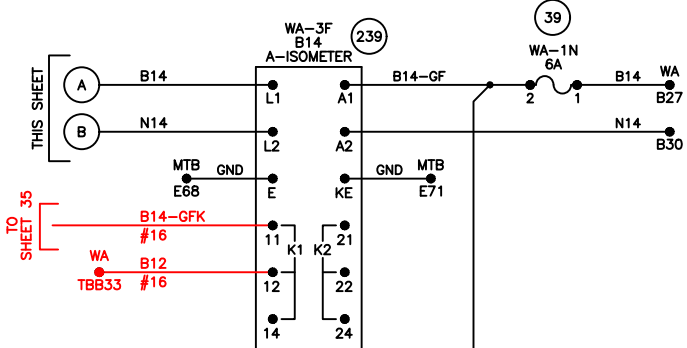 39
WA-3F
B14
A-ISOMETER
239
WA-1N
6A
THIS SHEET
A
B14
L1
A1
B14-GF
2
1
B14
WA
B27
B
N14
L2
A2
N14
B30
MTB
E68
GND
E
KE
GND
MTB
E71
TO
SHEET 35
B14-GFK
#16
11
K1
K2
21
WA
TBB33
B12
#16
12
22
14
24